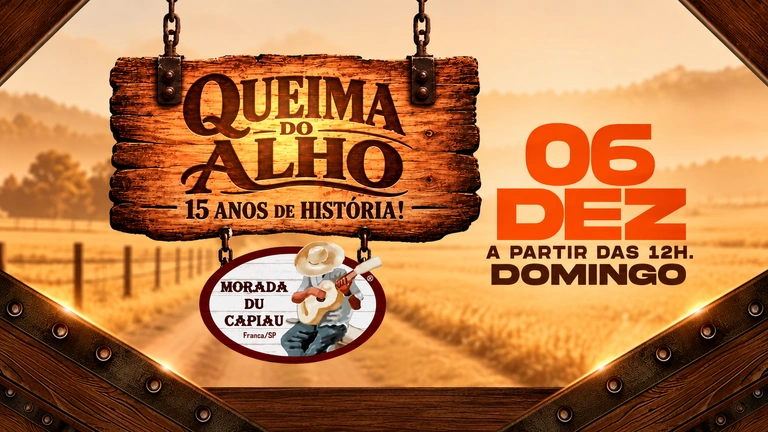 QUEIMA
DO
ALHO
15 ANOS DE HISTÓRIA!
MORADA
DU
CAPIAU
Franca/SP
®
06
DEZ
A PARTIR DAS 12H.
DOMINGO